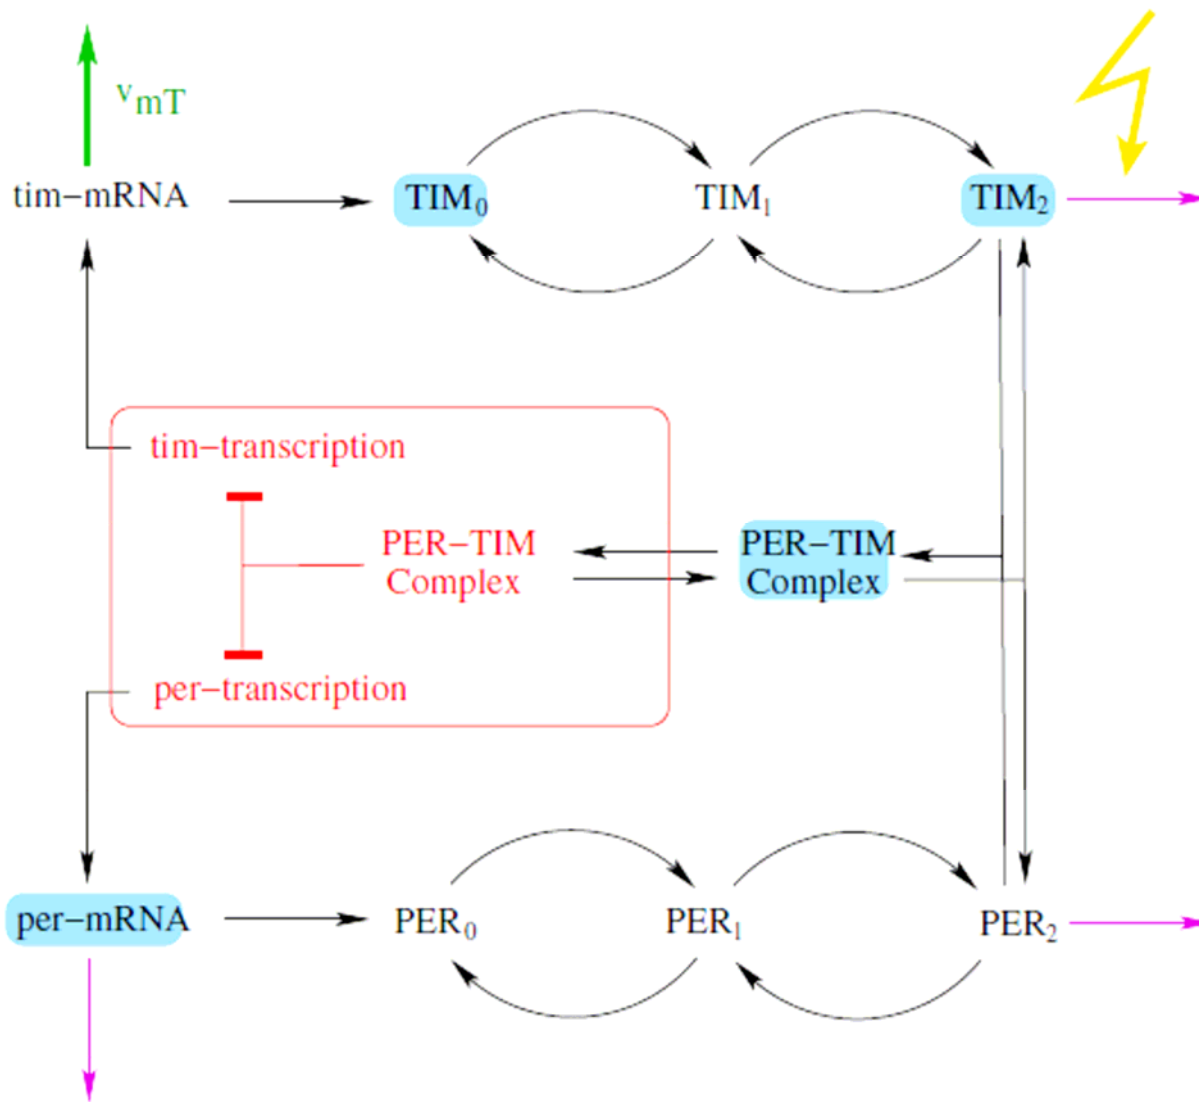 vmT
tim−mRNA
TIM0
TIM1
TIM2
tim−transcription
PER−TIM
Complex
PER−TIM
Complex
per−transcription
per−mRNA
PER0
PER1
PER2